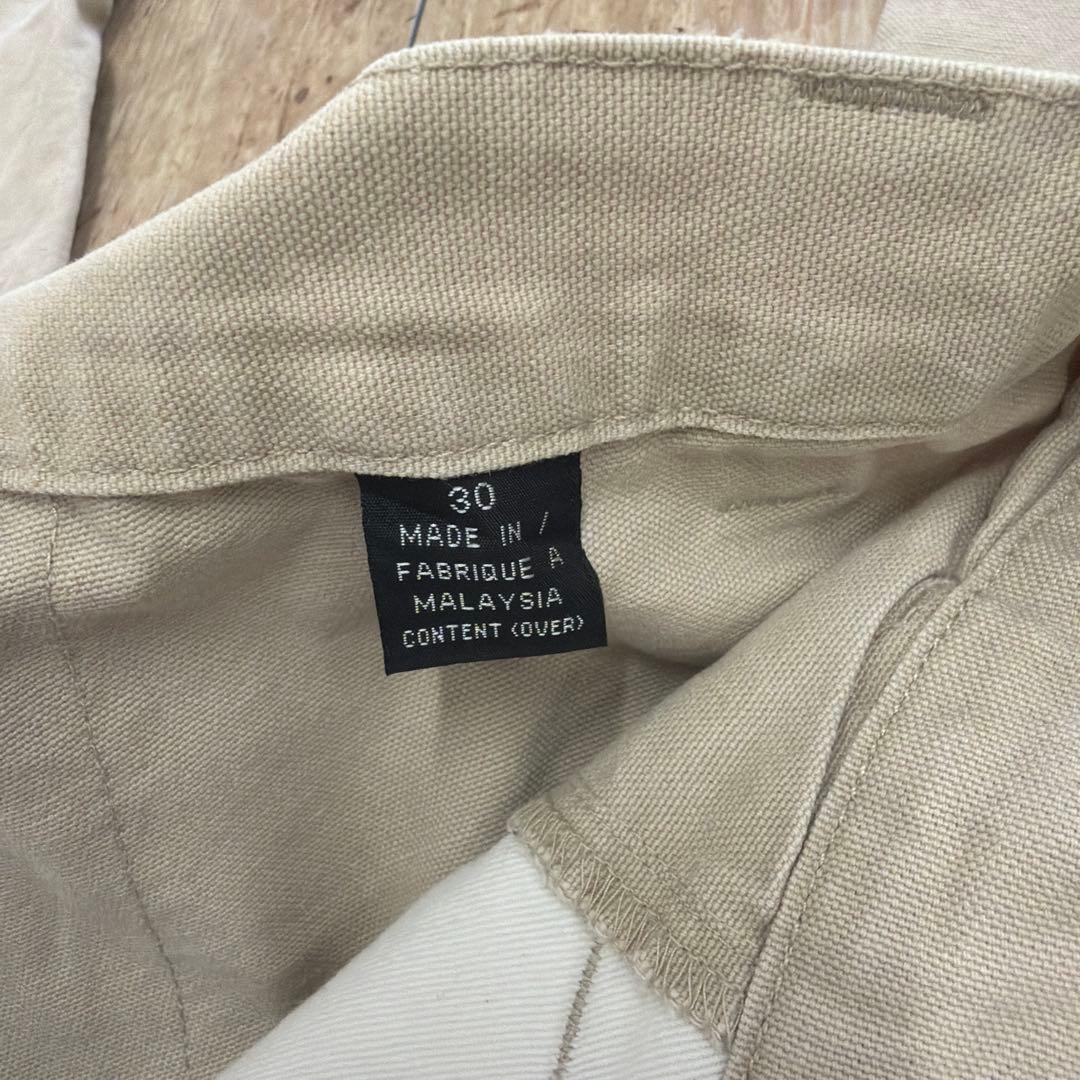 30
MADE IN /
FABRIQUE A
MALAYSIA
CONTENT (OVER)